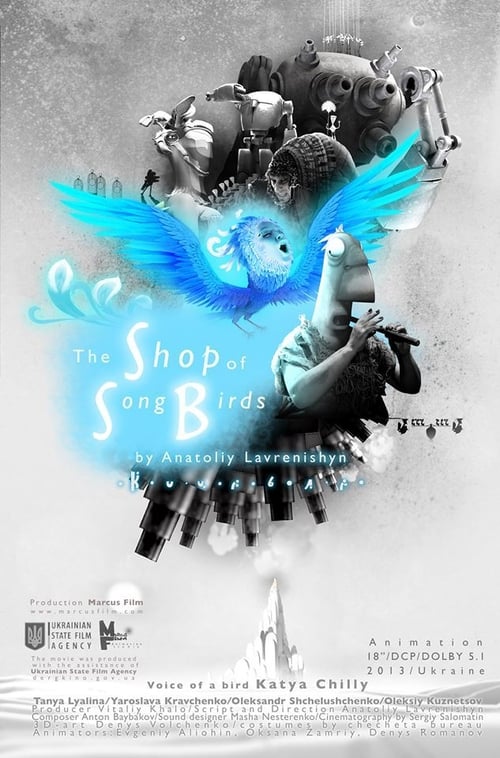 The Shop of
Song Birds
by Anatoliy Lavrenishyn
Production Marcus Film
www.marcusfilm.com
UKRAINIAN
STATE FILM
AGENCY
The movie was produced
with the assistance of
Ukrainian State Film Agency
dergkino.gov.ua
Animation
18"/DCP/DOLBY 5.1
2013/Ukraine
Voice of a bird Katya Chilly
Tanya Lyalina/Yaroslava Kravchenko/Oleksandr Shchelushchenko/Oleksiy Kuznetsov
Producer Vitaliy Khalo/Script and Direction Anatoliy Lavrenishyn
Composer Anton Baybakov/Sound designer Masha Nesterenko/Cinematography by Sergiy Salomatin
3D-art: Denys Volchenko/costumes by checheta bureau
Animators:Evgeniy Aliohin, Oksana Zamriy, Denys Romanov